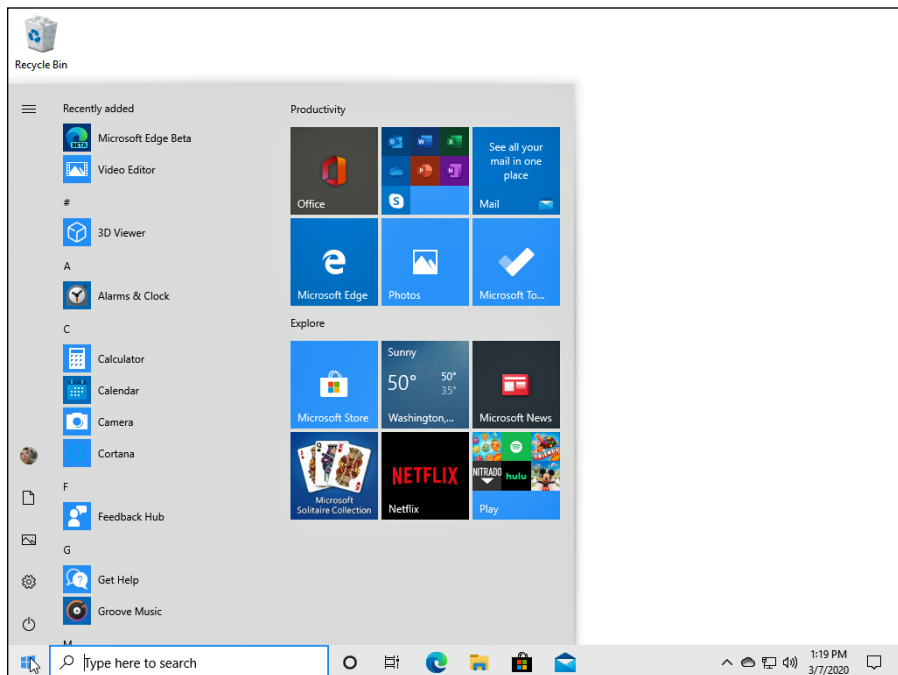 Recycle Bin
Recently added
BETA
Microsoft Edge Beta
Video Editor
#
3D Viewer
A
Alarms & Clock
C
Calculator
Calendar
Camera
Cortana
F
Feedback Hub
G
Get Help
Groove Music
M
Productivity
Office
See all your
mail in one
place
Mail
Microsoft Edge
Photos
Microsoft To...
Explore
Microsoft Store
Sunny
50°
50°
35°
Washington,...
Microsoft News
Microsoft
Solitaire Collection
NETFLIX
Netflix
NITRADO
hulu
Play
Type here to search
1:19 PM
3/7/2020